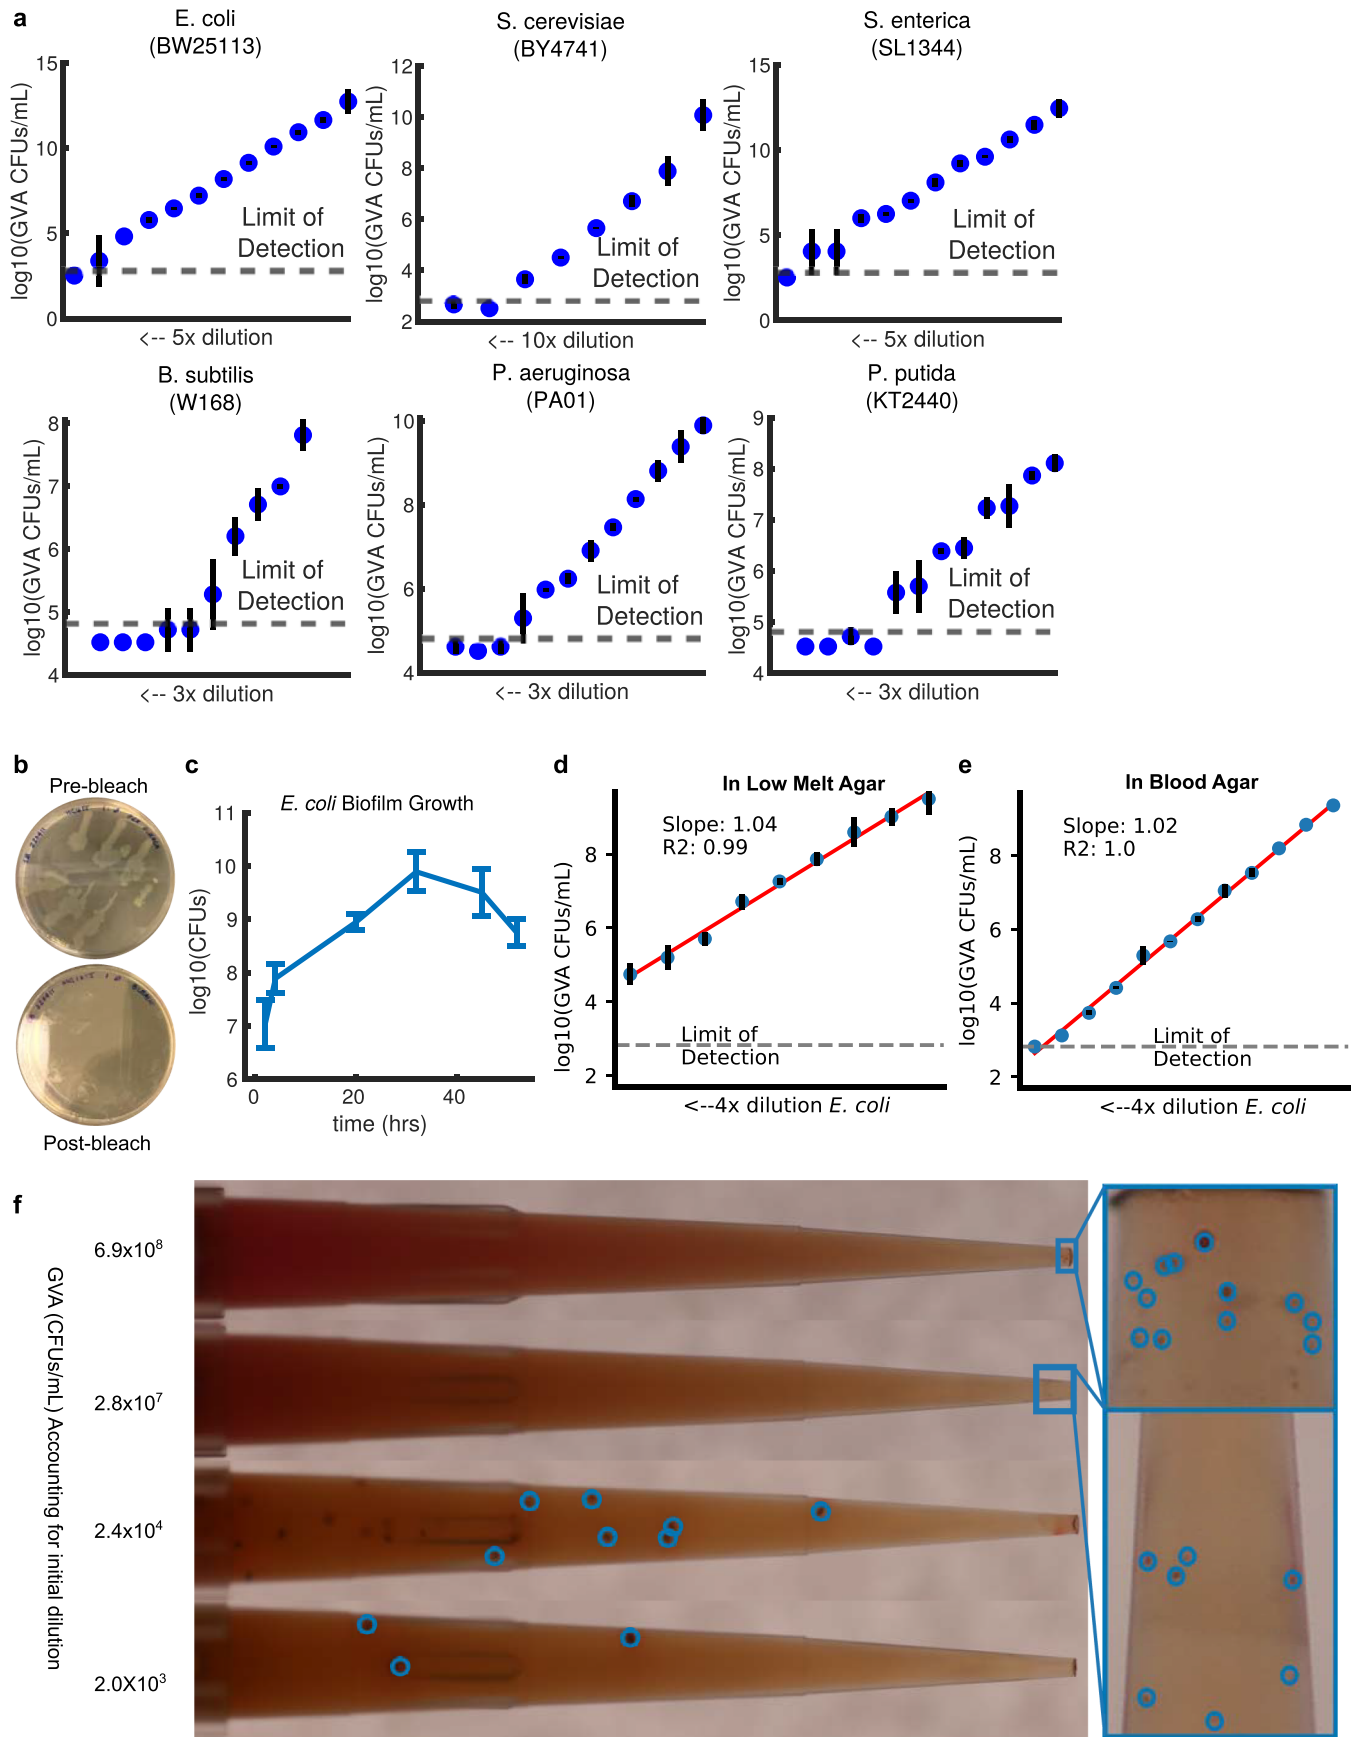 a
E. coli
(BW25113)
log10(GVA CFUs/mL)
15
10
5
0
Limit of
Detection
<-- 5x dilution
S. cerevisiae
(BY4741)
log10(GVA CFUs/mL)
12
10
8
6
4
2
Limit of
Detection
<-- 10x dilution
S. enterica
(SL1344)
log10(GVA CFUs/mL)
15
10
5
0
Limit of
Detection
<-- 5x dilution
B. subtilis
(W168)
log10(GVA CFUs/mL)
8
7
6
5
4
Limit of
Detection
<-- 3x dilution
P. aeruginosa
(PA01)
log10(GVA CFUs/mL)
10
8
6
4
Limit of
Detection
<-- 3x dilution
P. putida
(KT2440)
log10(GVA CFUs/mL)
9
8
7
6
5
4
Limit of
Detection
<-- 3x dilution
b
Pre-bleach
Post-bleach
c
E. coli Biofilm Growth
log10(CFUs)
11
10
9
8
7
6
0 20 40
time (hrs)
d
In Low Melt Agar
Slope: 1.04
R2: 0.99
log10(GVA CFUs/mL)
8
6
4
2
Limit of
Detection
<--4x dilution E. coli
e
In Blood Agar
Slope: 1.02
R2: 1.0
log10(GVA CFUs/mL)
8
6
4
2
Limit of
Detection
<--4x dilution E. coli
f
GVA (CFUs/mL) Accounting for initial dilution
6.9x10⁸
2.8x10⁷
2.4x10⁴
2.0X10³